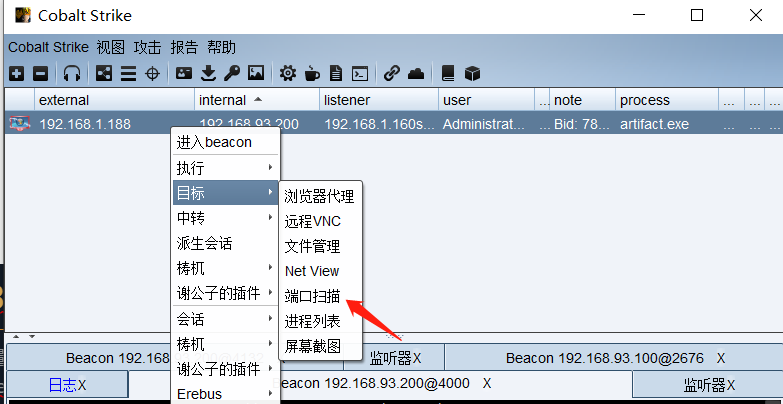 Cobalt Strike
Cobalt Strike 视图 攻击 报告 帮助
external internal listener user ... note process ... ... ...
192.168.1.188 192.168.93.200 192.168.1.160s... Administrat... Bid: 78... artifact.exe
进入beacon
执行
目标
中转
派生会话
梼杌
谢公子的插件
会话
梼杌
谢公子的插件
Erebus
浏览器代理
远程VNC
文件管理
Net View
端口扫描
进程列表
屏幕截图
Beacon 192.168. 监听器X Beacon 192.168.93.100@2676 X
日志X Beacon 192.168.93.200@4000 X 监听器X